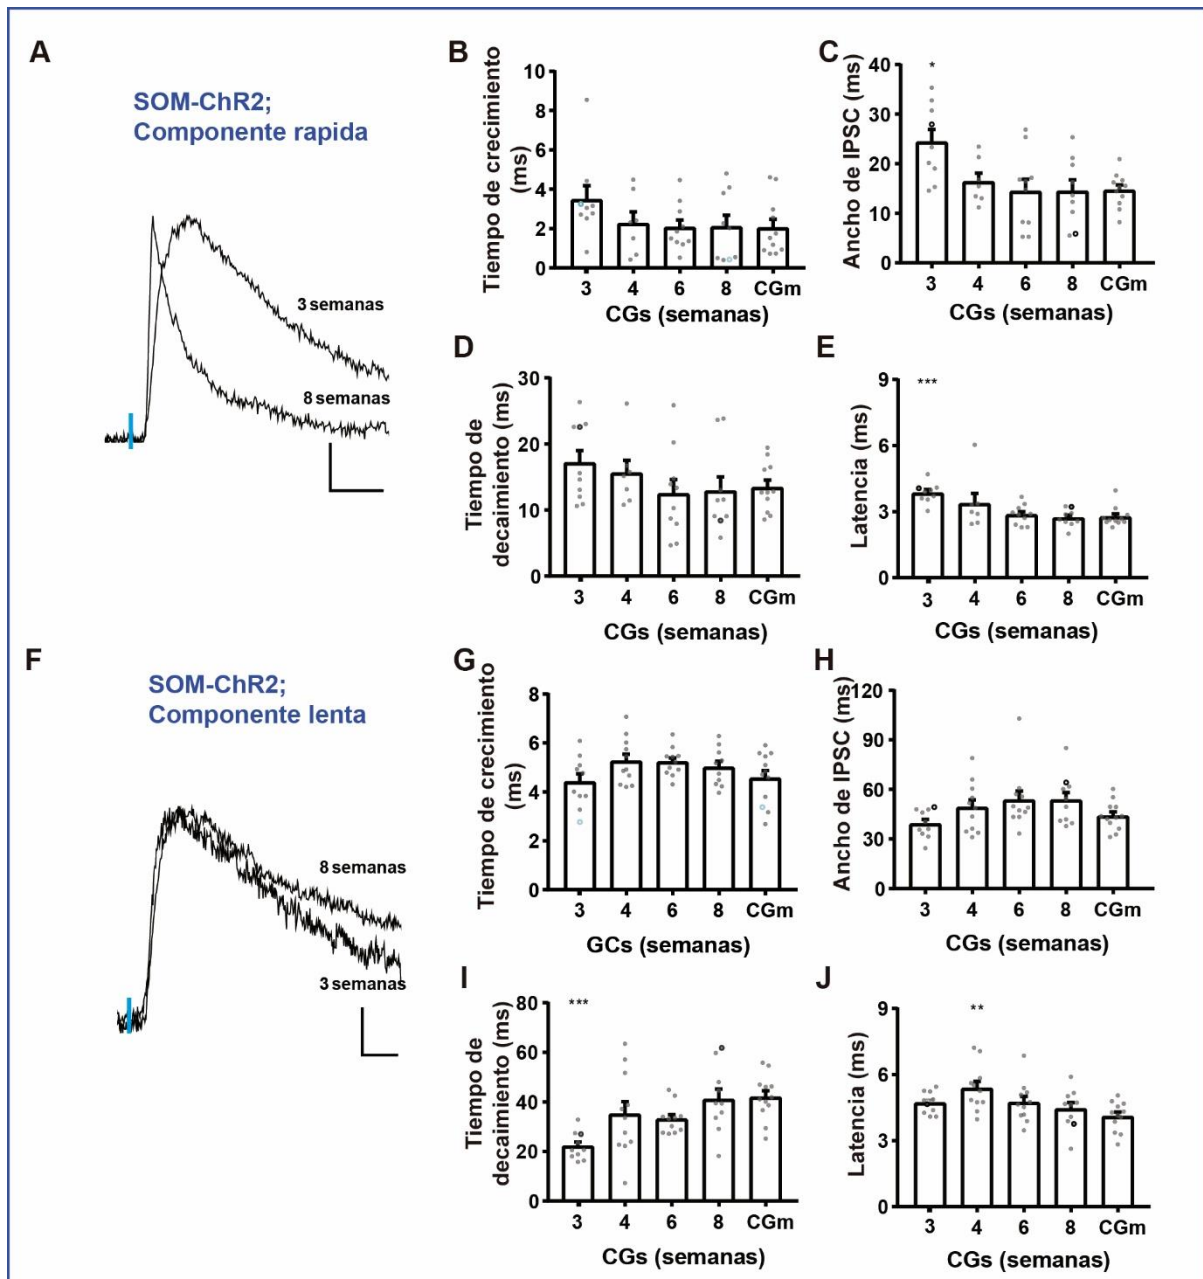 A
SOM-ChR2;
Componente rapida
3 semanas
8 semanas
B
Tiempo de crecimiento
(ms)
10
8
6
4
2
0
3 4 6 8 CGm
CGs (semanas)
C
Ancho de IPSC (ms)
40
30
20
10
0
*
3 4 6 8 CGm
CGs (semanas)
D
Tiempo de
decaimiento (ms)
30
20
10
0
3 4 6 8 CGm
CGs (semanas)
E
Latencia (ms)
9
6
3
0
***
3 4 6 8 CGm
CGs (semanas)
F
SOM-ChR2;
Componente lenta
8 semanas
3 semanas
G
Tiempo de crecimiento
(ms)
8
6
4
2
0
3 4 6 8 CGm
GCs (semanas)
H
Ancho de IPSC (ms)
120
90
60
30
0
3 4 6 8 CGm
CGs (semanas)
I
Tiempo de
decaimiento (ms)
80
60
40
20
0
***
3 4 6 8 CGm
CGs (semanas)
J
Latencia (ms)
9
6
3
0
**
3 4 6 8 CGm
CGs (semanas)